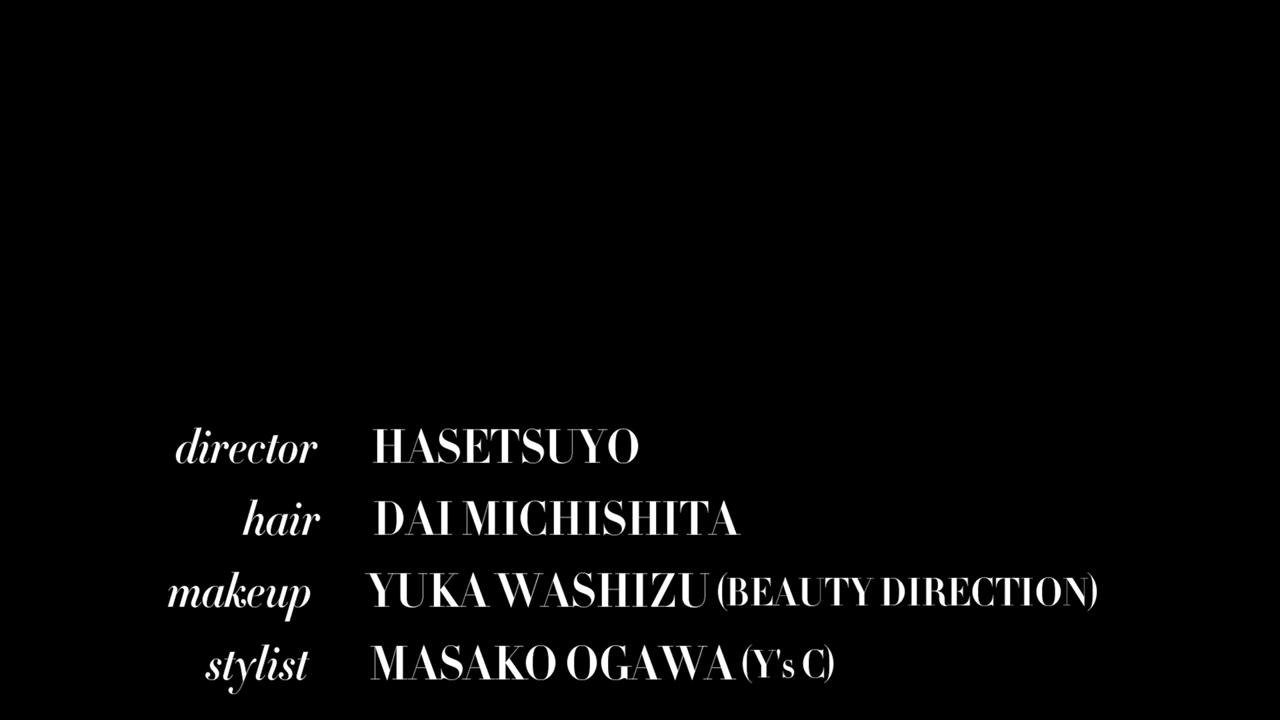 director HASETSUYO
hair DAI MICHISHITA
makeup YUKA WASHIZU (BEAUTY DIRECTION)
stylist MASAKO OGAWA (Y's C)